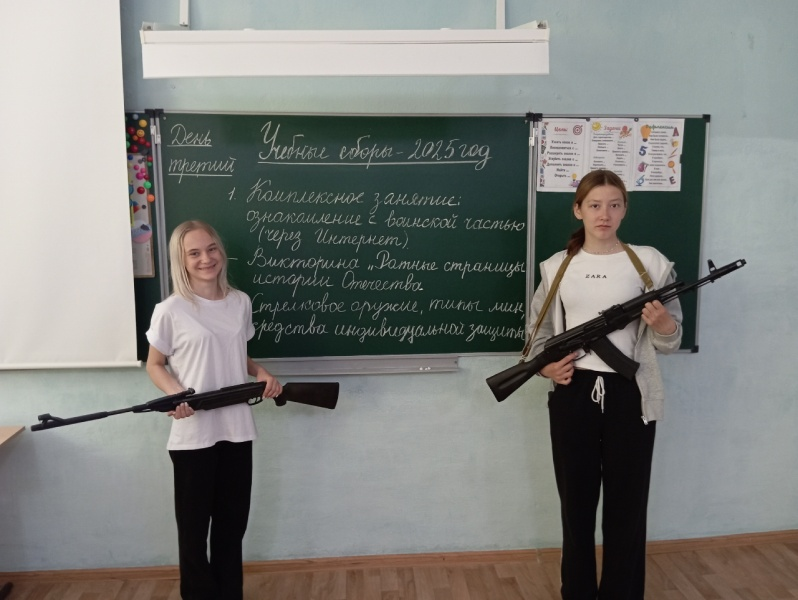 День
третий
Учебные сборы - 2025 год
1. Комплексное занятие:
ознакомление с воинской частью
(через Интернет)
- Викторина „Ратные страницы
истории Отечества
Стрелковое оружие, типы мин,
средства индивидуальной защиты
ZARA